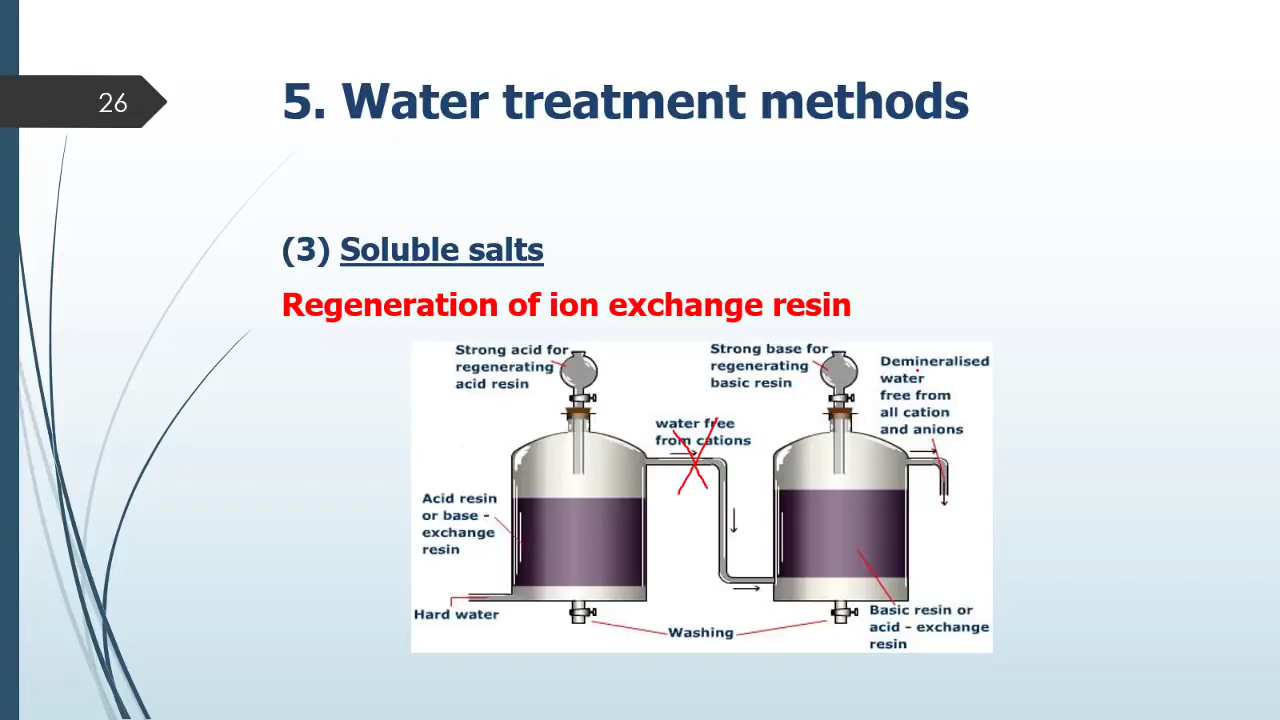 26
5. Water treatment methods
(3) Soluble salts
Regeneration of ion exchange resin
Strong acid for
regenerating
acid resin
Strong base for
regenerating
basic resin
Demineralised
water
free from
all cation
and anions
water free
from cations
Acid resin
or base -
exchange
resin
Hard water
Washing
Basic resin or
acid - exchange
resin